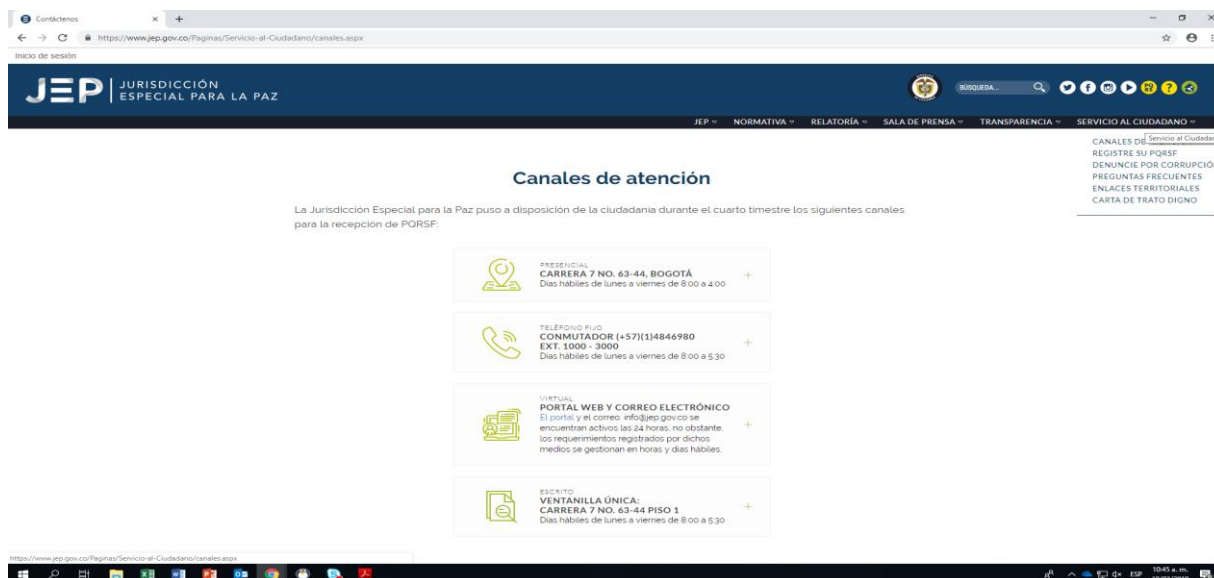 Contáctenos
https://www.jep.gov.co/Paginas/Servicio-al-Ciudadano/canales.aspx
Inicio de sesión
JEP JURISDICCIÓN
ESPECIAL PARA LA PAZ
BÚSQUEDA...
JEP NORMATIVA RELATORÍA SALA DE PRENSA TRANSPARENCIA SERVICIO AL CIUDADANO
Servicio al Ciudadan
CANALES DE
REGISTRE SU PQRSF
DENUNCIE POR CORRUPCIÓ
PREGUNTAS FRECUENTES
ENLACES TERRITORIALES
CARTA DE TRATO DIGNO
Canales de atención
La Jurisdicción Especial para la Paz puso a disposición de la ciudadanía durante el cuarto timestre los siguientes canales
para la recepción de PQRSF:
PRESENCIAL
CARRERA 7 NO. 63-44, BOGOTÁ
Días hábiles de lunes a viernes de 8:00 a 4:00
TELÉFONO FIJO
CONMUTADOR (+57)(1)4846980
EXT. 1000 - 3000
Días hábiles de lunes a viernes de 8:00 a 5:30
VIRTUAL
PORTAL WEB Y CORREO ELECTRÓNICO
El portal y el correo: info@jep.gov.co se
encuentran activos las 24 horas; no obstante,
los requerimientos registrados por dichos
medios se gestionan en horas y días hábiles.
ESCRITO
VENTANILLA ÚNICA:
CARRERA 7 NO. 63-44 PISO 1
Días hábiles de lunes a viernes de 8:00 a 5:30
https://www.jep.gov.co/Paginas/Servicio-al-Ciudadano/canales.aspx
ESP
10:45 a. m.